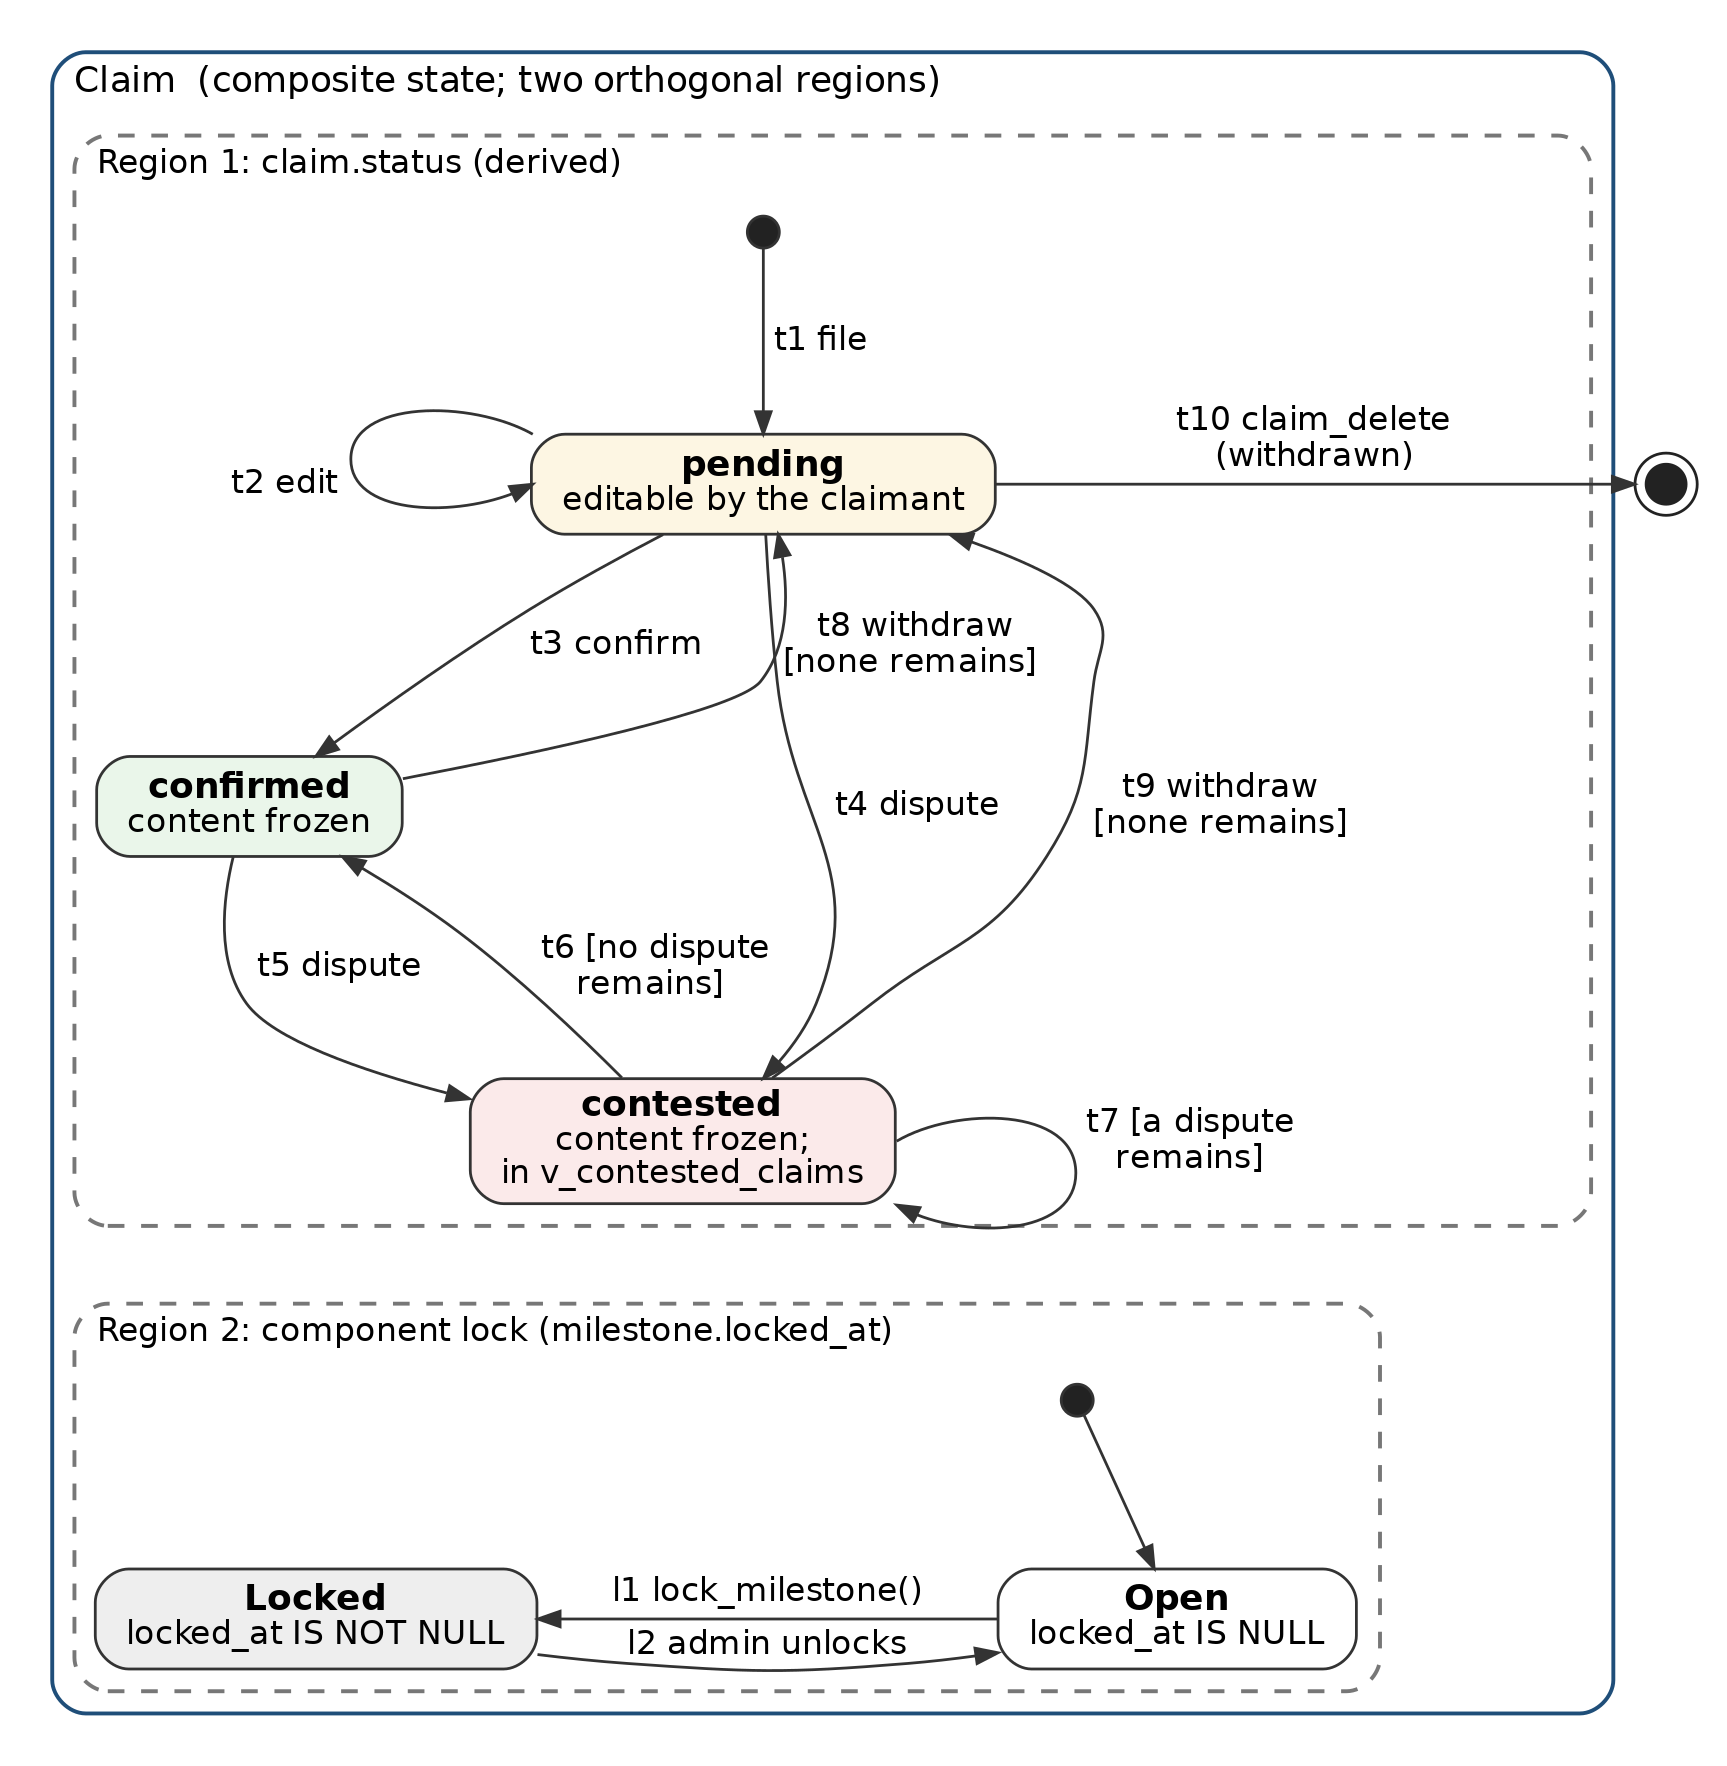 Claim  (composite state; two orthogonal regions)
Region 1: claim.status (derived)
t1 file
t10 claim_delete
(withdrawn)
t2 edit
pending
editable by the claimant
t8 withdraw
[none remains]
t3 confirm
confirmed
content frozen
t4 dispute
t9 withdraw
[none remains]
t5 dispute
t6 [no dispute
remains]
contested
content frozen;
in v_contested_claims
t7 [a dispute
remains]
Region 2: component lock (milestone.locked_at)
Locked
locked_at IS NOT NULL
l1 lock_milestone()
l2 admin unlocks
Open
locked_at IS NULL